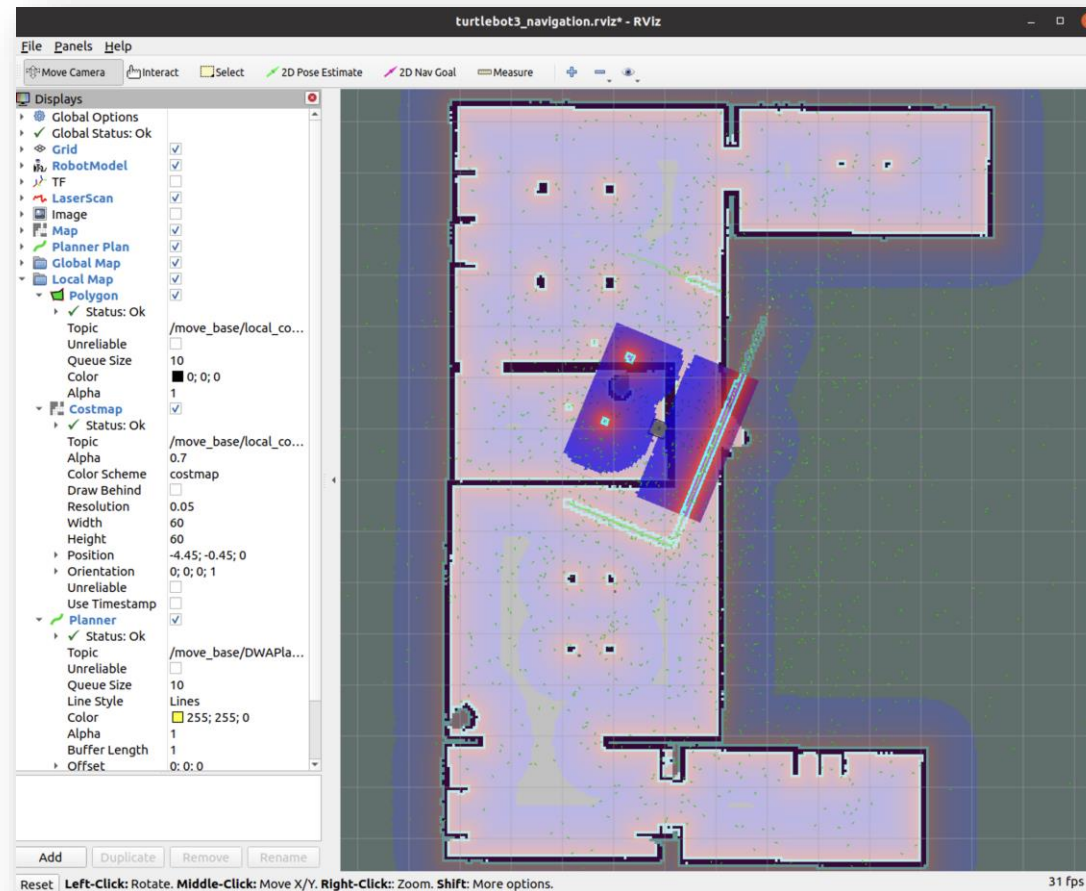 turtlebot3_navigation.rviz* - RViz
File Panels Help
Move Camera Interact Select 2D Pose Estimate 2D Nav Goal Measure
Displays
Global Options
Global Status: Ok
Grid
RobotModel
TF
LaserScan
Image
Map
Planner Plan
Global Map
Local Map
Polygon
Status: Ok
Topic /move_base/local_co...
Unreliable
Queue Size 10
Color 0; 0; 0
Alpha 1
Costmap
Status: Ok
Topic /move_base/local_co...
Alpha 0.7
Color Scheme costmap
Draw Behind
Resolution 0.05
Width 60
Height 60
Position -4.45; -0.45; 0
Orientation 0; 0; 0; 1
Unreliable
Use Timestamp
Planner
Status: Ok
Topic /move_base/DWAPla...
Unreliable
Queue Size 10
Line Style Lines
Color 255; 255; 0
Alpha 1
Buffer Length 1
Offset 0; 0; 0
Add Duplicate Remove Rename
Reset Left-Click: Rotate. Middle-Click: Move X/Y. Right-Click:: Zoom. Shift: More options. 31 fps